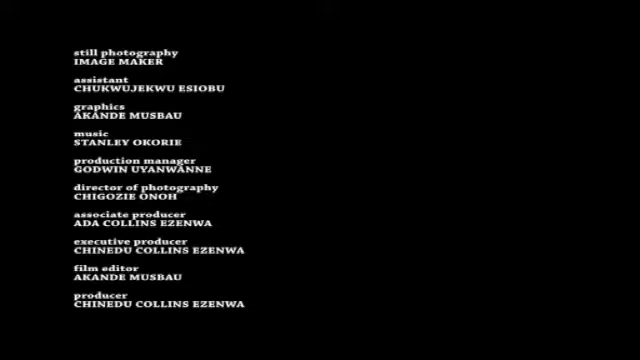 still photography
IMAGE MAKER
assistant
CHUKWUJEKWU ESIOBU
graphics
AKANDE MUSBAU
music
STANLEY OKORIE
production manager
GODWIN UYANWANNE
director of photography
CHIGOZIE ONOH
associate producer
ADA COLLINS EZENWA
executive producer
CHINEDU COLLINS EZENWA
film editor
AKANDE MUSBAU
producer
CHINEDU COLLINS EZENWA